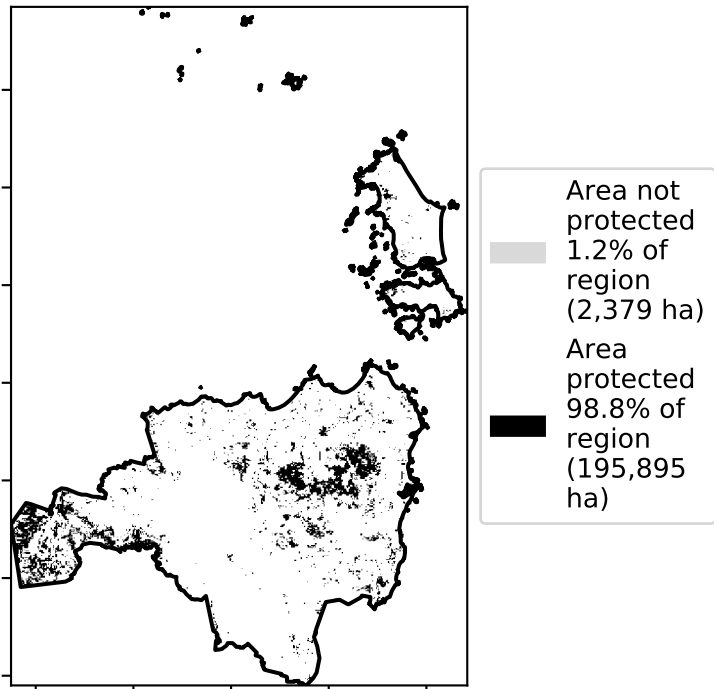 Area not
protected
1.2% of
region
(2,379 ha)
Area
protected
98.8% of
region
(195,895
ha)